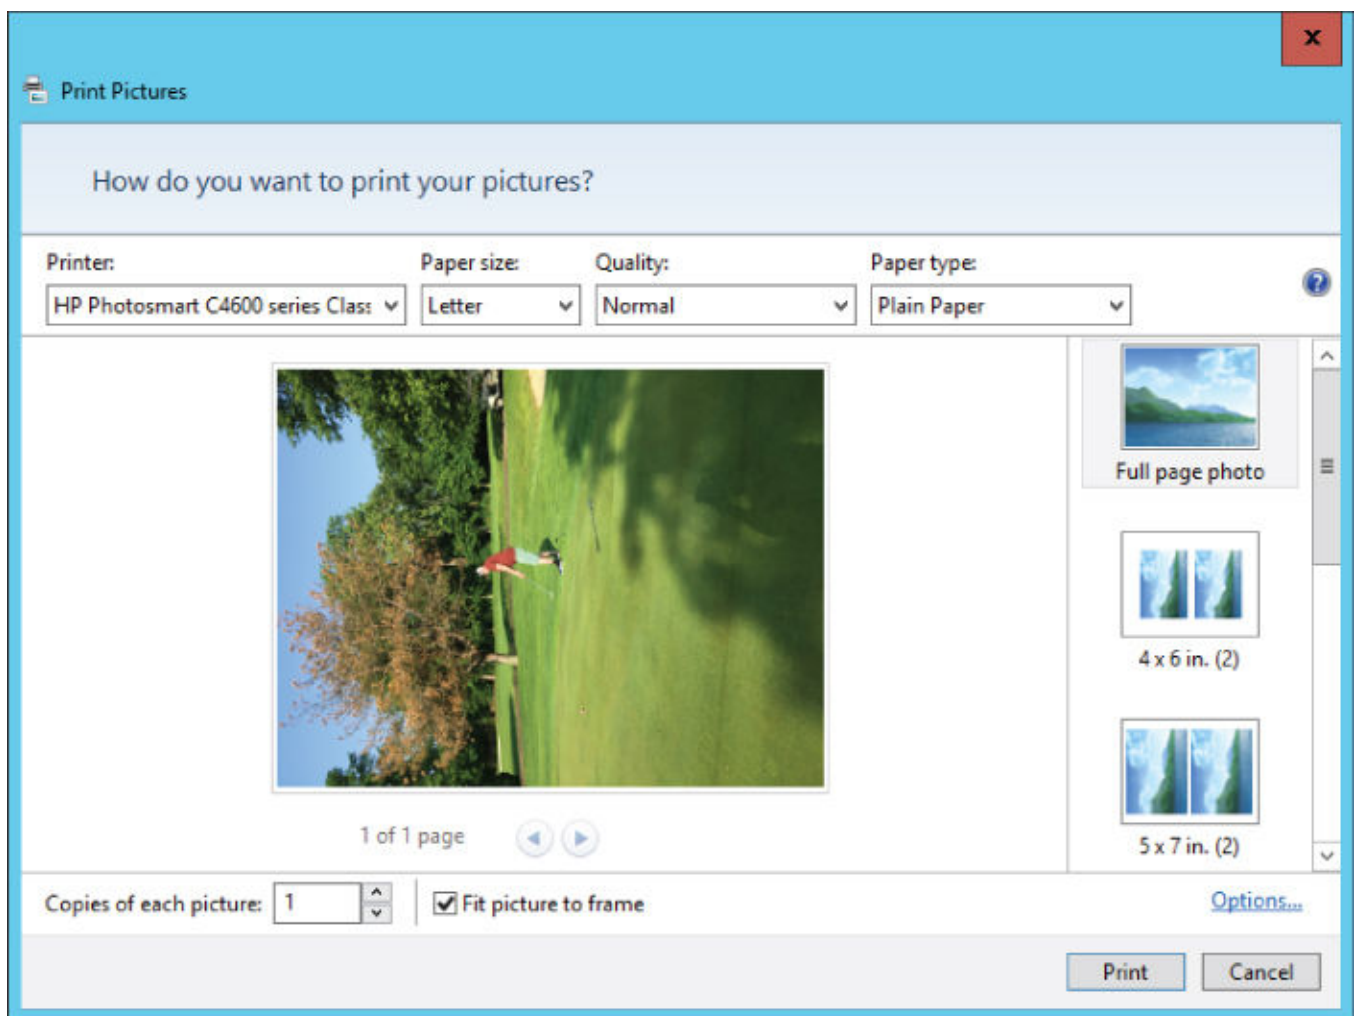 x
Print Pictures
How do you want to print your pictures?
Printer: Paper size: Quality: Paper type:
HP Photosmart C4600 series Clas: Letter Normal Plain Paper ?
Full page photo
4 x 6 in. (2)
5 x 7 in. (2)
1 of 1 page
Copies of each picture: 1 Fit picture to frame Options...
Print Cancel